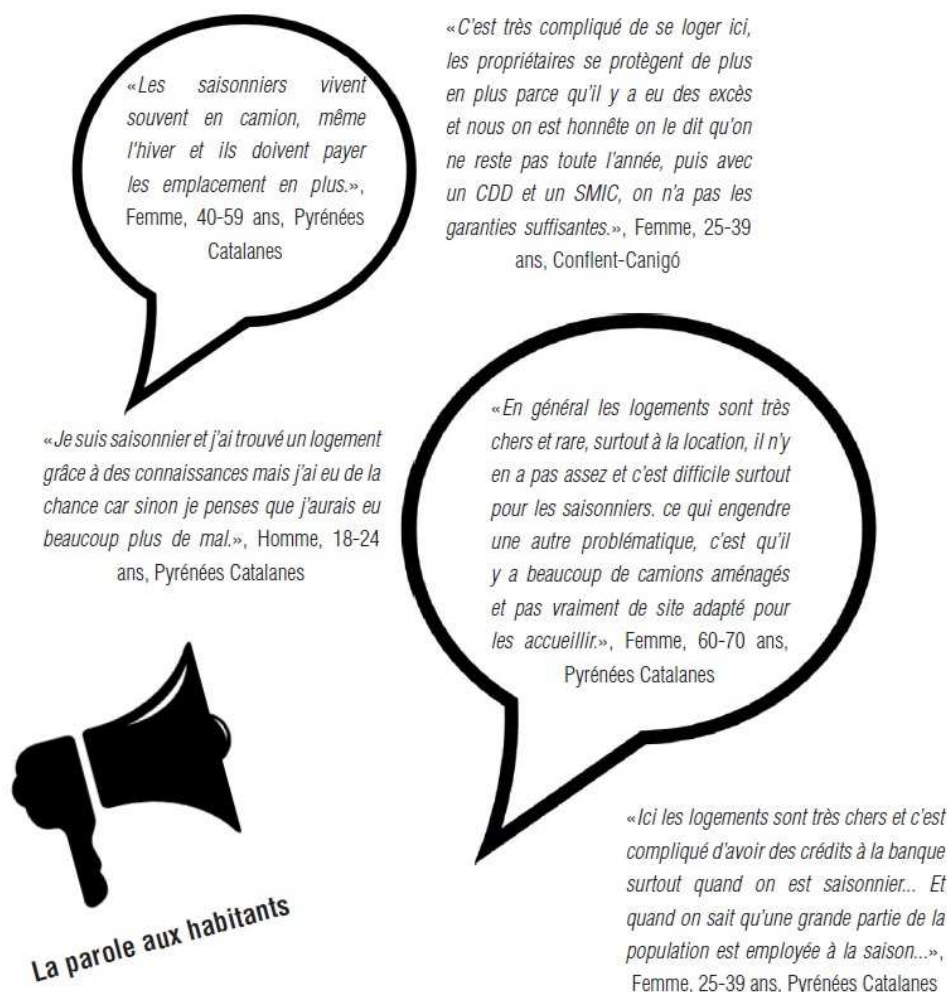 «Les saisonniers vivent
souvent en camion, même
l'hiver et ils doivent payer
les emplacement en plus.»,
Femme, 40-59 ans, Pyrénées
Catalanes
«C'est très compliqué de se loger ici,
les propriétaires se protègent de plus
en plus parce qu'il y a eu des excès
et nous on est honnête on le dit qu'on
ne reste pas toute l'année, puis avec
un CDD et un SMIC, on n'a pas les
garanties suffisantes.», Femme, 25-39
ans, Conflent-Canigó
«Je suis saisonnier et j'ai trouvé un logement
grâce à des connaissances mais j'ai eu de la
chance car sinon je penses que j'aurais eu
beaucoup plus de mal.», Homme, 18-24
ans, Pyrénées Catalanes
«En général les logements sont très
chers et rare, surtout à la location, il n'y
en a pas assez et c'est difficile surtout
pour les saisonniers. ce qui engendre
une autre problématique, c'est qu'il
y a beaucoup de camions aménagés
et pas vraiment de site adapté pour
les accueillir.», Femme, 60-70 ans,
Pyrénées Catalanes
La parole aux habitants
«Ici les logements sont très chers et c'est
compliqué d'avoir des crédits à la banque
surtout quand on est saisonnier... Et
quand on sait qu'une grande partie de la
population est employée à la saison...»,
Femme, 25-39 ans, Pyrénées Catalanes